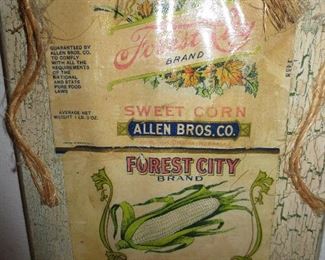 Forest City
BRAND
GUARANTEED BY
ALLEN BROS. CO.
TO COMPLY
WITH ALL THE
REQUIREMENTS
OF THE
NATIONAL
AND STATE
PURE FOOD
LAWS
AVERAGE NET
WEIGHT 1 LB. 3 OZ.
SWEET CORN
ALLEN BROS. CO.
FOREST CITY
BRAND